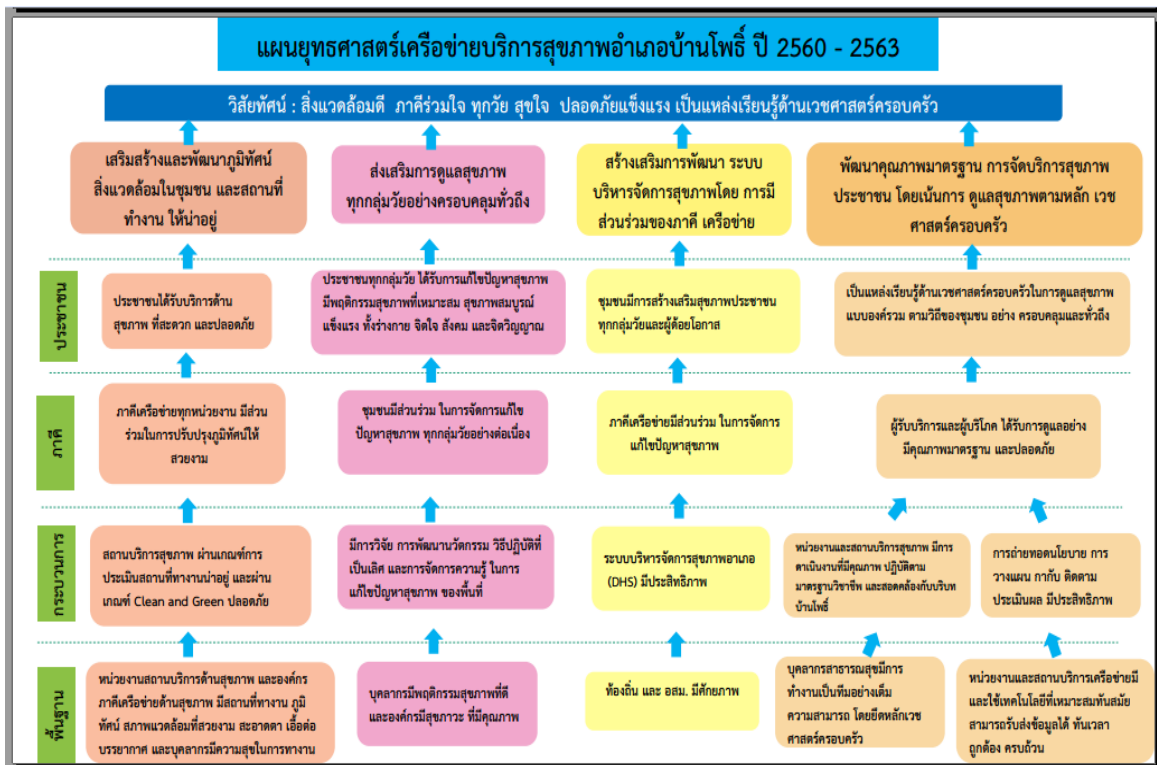 แผนยุทธศาสตร์เครือข่ายบริการสุขภาพอำเภอบ้านโพธิ์ ปี 2560 - 2563
วิสัยทัศน์ : สิ่งแวดล้อมดี ภาคีร่วมใจ ทุกวัย สุขใจ ปลอดภัยแข็งแรง เป็นแหล่งเรียนรู้ด้านเวชศาสตร์ครอบครัว
เสริมสร้างและพัฒนาภูมิทัศน์
สิ่งแวดล้อมในชุมชน และสถานที่
ทำงาน ให้น่าอยู่
ส่งเสริมการดูแลสุขภาพ
ทุกกลุ่มวัยอย่างครอบคลุมทั่วถึง
สร้างเสริมการพัฒนา ระบบ
บริหารจัดการสุขภาพโดย การมี
ส่วนร่วมของภาคี เครือข่าย
พัฒนาคุณภาพมาตรฐาน การจัดบริการสุขภาพ
ประชาชน โดยเน้นการ ดูแลสุขภาพตามหลัก เวช
ศาสตร์ครอบครัว
ประชาชน
ประชาชนได้รับบริการด้าน
สุขภาพ ที่สะดวก และปลอดภัย
ประชาชนทุกกลุ่มวัย ได้รับการแก้ไขปัญหาสุขภาพ
มีพฤติกรรมสุขภาพที่เหมาะสม สุขภาพสมบูรณ์
แข็งแรง ทั้งร่างกาย จิตใจ สังคม และจิตวิญญาณ
ชุมชนมีการสร้างเสริมสุขภาพประชาชน
ทุกกลุ่มวัยและผู้ด้อยโอกาส
เป็นแหล่งเรียนรู้ด้านเวชศาสตร์ครอบครัวในการดูแลสุขภาพ
แบบองค์รวม ตามวิถีของชุมชน อย่าง ครอบคลุมและทั่วถึง
ภาคี
ภาคีเครือข่ายทุกหน่วยงาน มีส่วน
ร่วมในการปรับปรุงภูมิทัศน์ให้
สวยงาม
ชุมชนมีส่วนร่วม ในการจัดการแก้ไข
ปัญหาสุขภาพ ทุกกลุ่มวัยอย่างต่อเนื่อง
ภาคีเครือข่ายมีส่วนร่วม ในการจัดการ
แก้ไขปัญหาสุขภาพ
ผู้รับบริการและผู้บริโภค ได้รับการดูแลอย่าง
มีคุณภาพมาตรฐาน และปลอดภัย
กระบวนการ
สถานบริการสุขภาพ ผ่านเกณฑ์การ
ประเมินสถานที่ทางานน่าอยู่ และผ่าน
เกณฑ์ Clean and Green ปลอดภัย
มีการวิจัย การพัฒนานวัตกรรม วิธีปฏิบัติที่
เป็นเลิศ และการจัดการความรู้ ในการ
แก้ไขปัญหาสุขภาพ ของพื้นที่
ระบบบริหารจัดการสุขภาพอาเภอ
(DHS) มีประสิทธิภาพ
หน่วยงานและสถานบริการสุขภาพ มีการ
ดาเนินงานที่มีคุณภาพ ปฏิบัติตาม
มาตรฐานวิชาชีพ และสอดคล้องกับบริบท
บ้านโพธิ์
การถ่ายทอดนโยบาย การ
วางแผน กากับ ติดตาม
ประเมินผล มีประสิทธิภาพ
พื้นฐาน
หน่วยงานสถานบริการด้านสุขภาพ และองค์กร
ภาคีเครือข่ายด้านสุขภาพ มีสถานที่ทางาน ภูมิ
ทัศน์ สภาพแวดล้อมที่สวยงาม สะอาดตา เอื้อต่อ
บรรยากาศ และบุคลากรมีความสุขในการทางาน
บุคลากรมีพฤติกรรมสุขภาพที่ดี
และองค์กรมีสุขภาวะ ที่มีคุณภาพ
ท้องถิ่น และ อสม. มีศักยภาพ
บุคลากรสาธารณสุขมีการ
ทำงานเป็นทีมอย่างเต็ม
ความสามารถ โดยยึดหลักเวช
ศาสตร์ครอบครัว
หน่วยงานและสถานบริการเครือข่ายมี
และใช้เทคโนโลยีที่เหมาะสมทันสมัย
สามารถรับส่งข้อมูลได้ ทันเวลา
ถูกต้อง ครบถ้วน